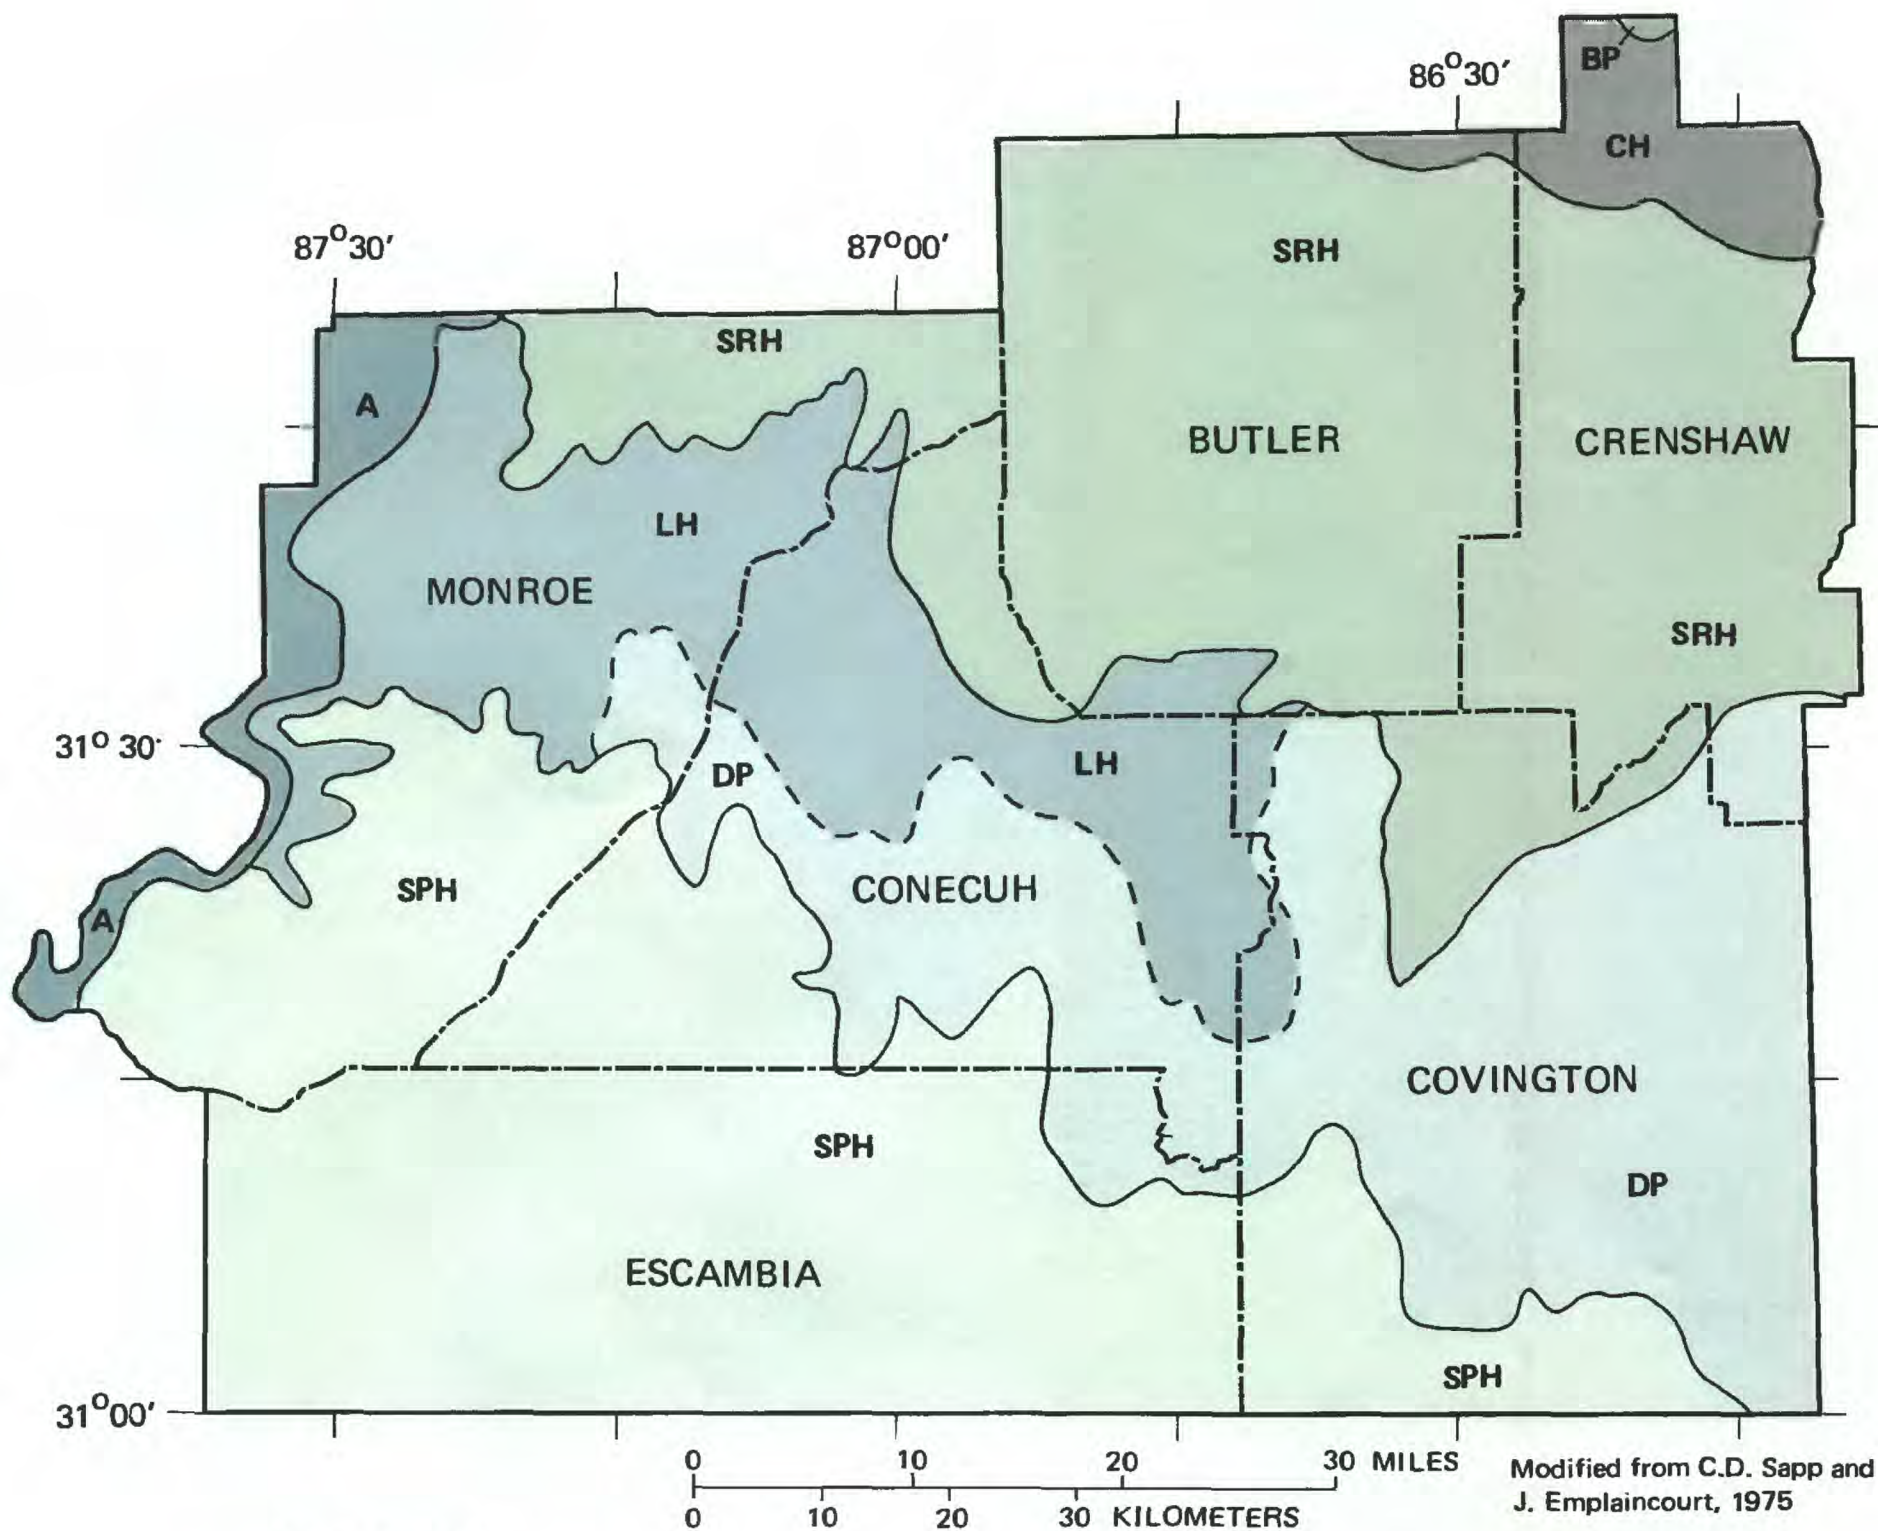 BP
86°30′
CH
87°30′
87°00′
SRH
SRH
A
BUTLER
CRENSHAW
LH
MONROE
SRH
31°30′
DP
LH
SPH
CONECUH
A
COVINGTON
SPH
DP
ESCAMBIA
SPH
31°00′
0 10 20 30 MILES
0 10 20 30 KILOMETERS
Modified from C.D. Sapp and
J. Emplaincourt, 1975